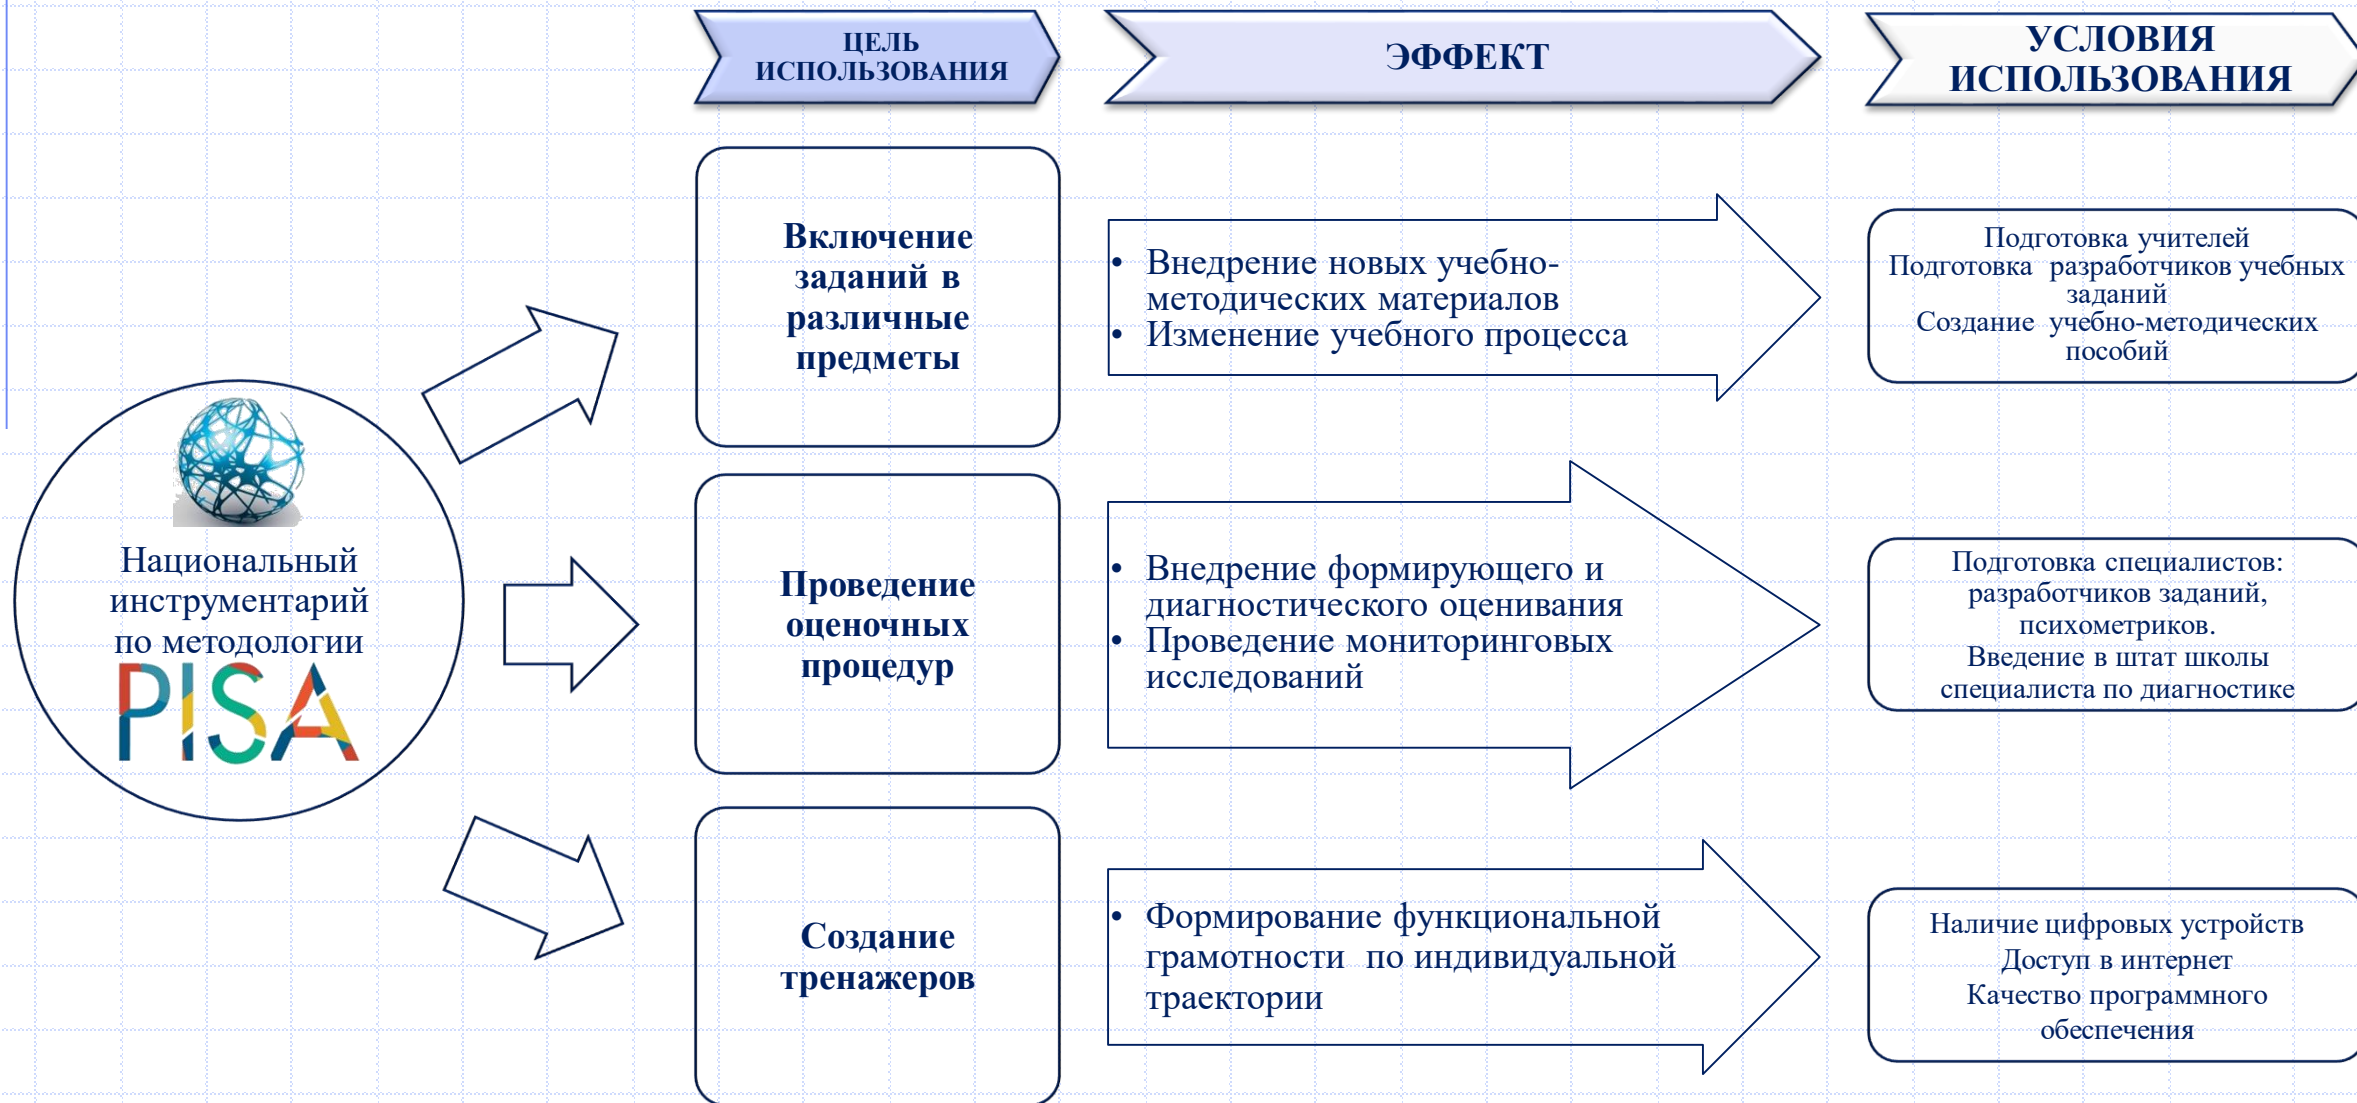 ЦЕЛЬ
ИСПОЛЬЗОВАНИЯ
ЭФФЕКТ
УСЛОВИЯ
ИСПОЛЬЗОВАНИЯ
Национальный
инструментарий
по методологии
PISA
Включение
заданий в
различные
предметы
• Внедрение новых учебно-
методических материалов
• Изменение учебного процесса
Подготовка учителей
Подготовка разработчиков учебных
заданий
Создание учебно-методических
пособий
Проведение
оценочных
процедур
• Внедрение формирующего и
диагностического оценивания
• Проведение мониторинговых
исследований
Подготовка специалистов:
разработчиков заданий,
психометриков.
Введение в штат школы
специалиста по диагностике
Создание
тренажеров
• Формирование функциональной
грамотности по индивидуальной
траектории
Наличие цифровых устройств
Доступ в интернет
Качество программного
обеспечения